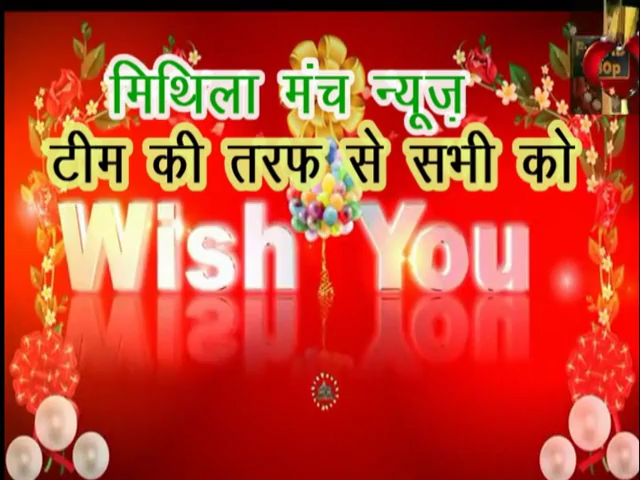 मिथिला मंच न्यूज़
टीम की तरफ से सभी को
Wish You